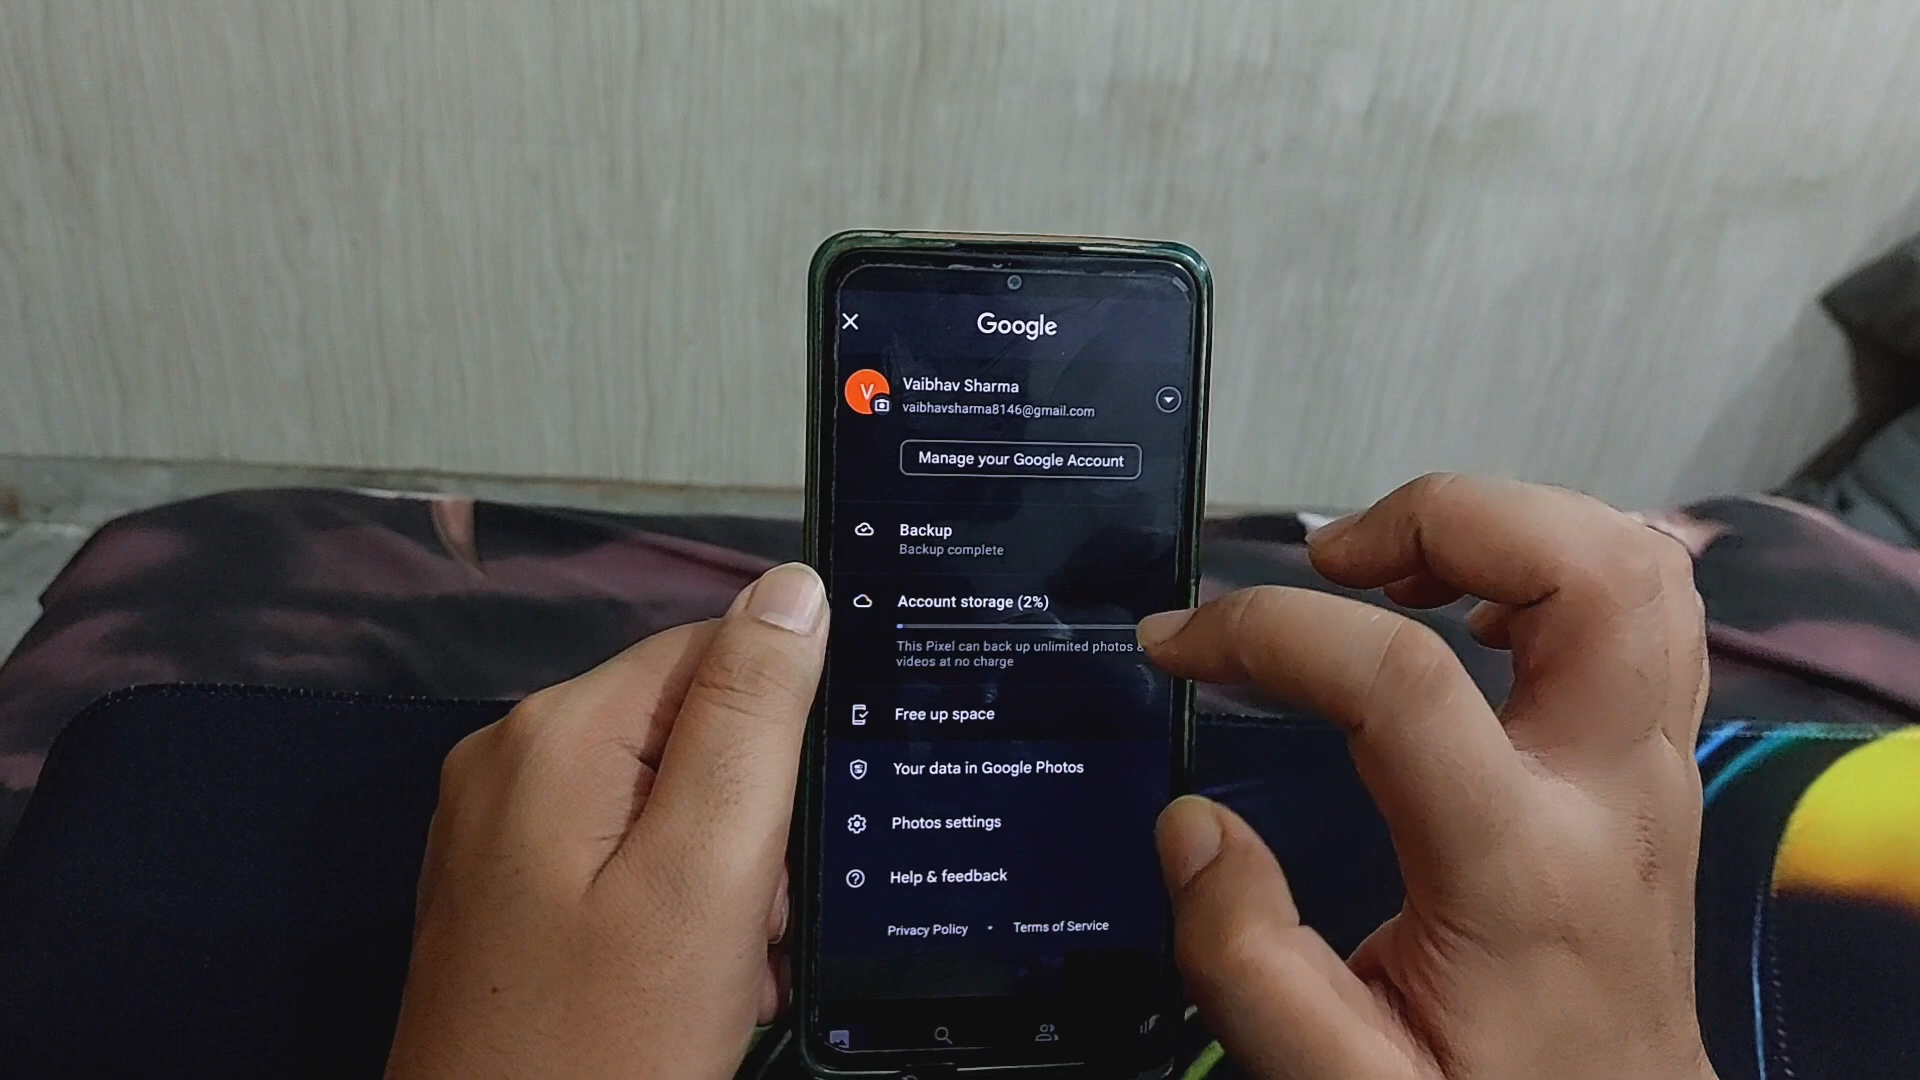 Google
V
Vaibhav Sharma
vaibhavsharma8146@gmail.com
Manage your Google Account
Backup
Backup complete
Account storage (2%)
This Pixel can back up unlimited photos &
videos at no charge
Free up space
Your data in Google Photos
Photos settings
Help & feedback
Privacy Policy • Terms of Service